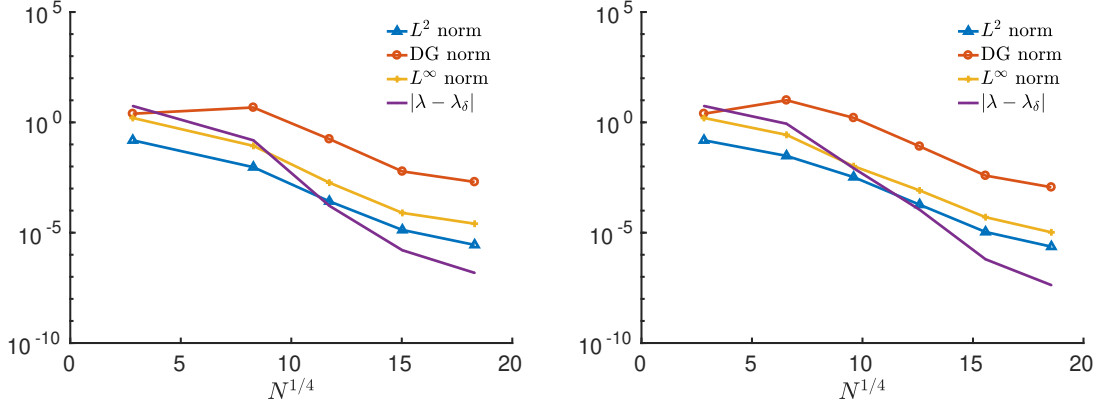 10^5
10^0
10^-5
10^-10
0
5
10
15
20
N^{1/4}
L^2 norm
DG norm
L^∞ norm
|λ − λ_δ|
10^5
10^0
10^-5
10^-10
0
5
10
15
20
N^{1/4}
L^2 norm
DG norm
L^∞ norm
|λ − λ_δ|